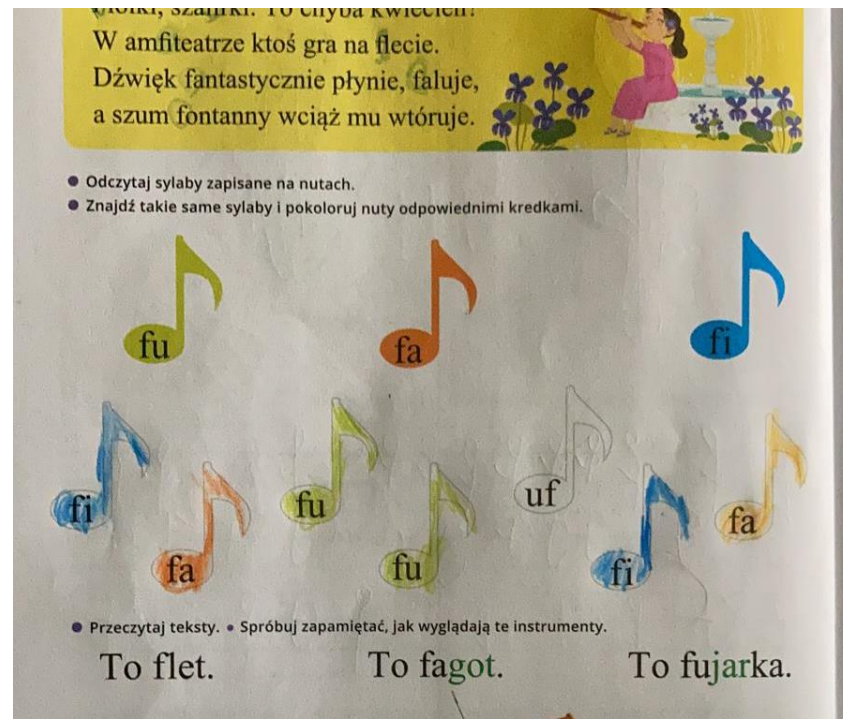 W amfiteatrze ktoś gra na flecie.
Dźwięk fantastycznie płynie, faluje,
a szum fontanny wciąż mu wtóruje.
• Odczytaj sylaby zapisane na nutach.
• Znajdź takie same sylaby i pokoloruj nuty odpowiednimi kredkami.
fu fa fi
fi fa fu fu uf fi fa
• Przeczytaj teksty. • Spróbuj zapamiętać, jak wyglądają te instrumenty.
To flet. To fagot. To fujarka.